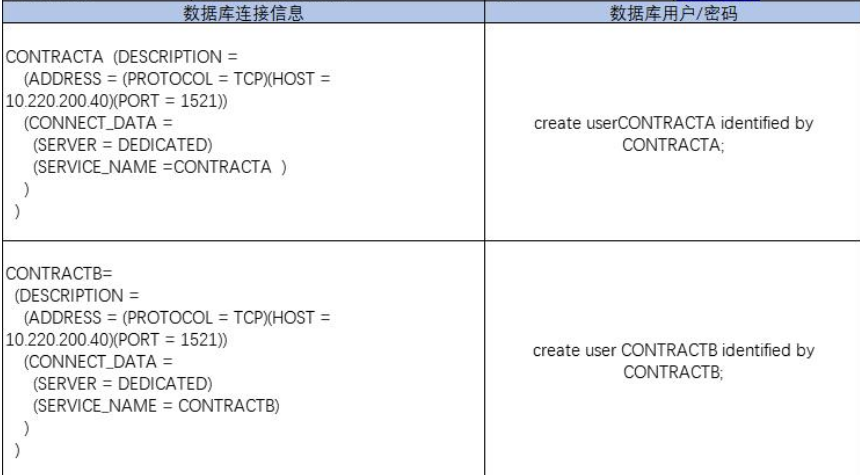 数据库连接信息
数据库用户/密码
CONTRACTA (DESCRIPTION =
(ADDRESS = (PROTOCOL = TCP)(HOST =
10.220.200.40)(PORT = 1521))
(CONNECT_DATA =
(SERVER = DEDICATED)
(SERVICE_NAME =CONTRACTA )
)
)
create userCONTRACTA identified by
CONTRACTA;
CONTRACTB=
(DESCRIPTION =
(ADDRESS = (PROTOCOL = TCP)(HOST =
10.220.200.40)(PORT = 1521))
(CONNECT_DATA =
(SERVER = DEDICATED)
(SERVICE_NAME = CONTRACTB)
)
)
create user CONTRACTB identified by
CONTRACTB;